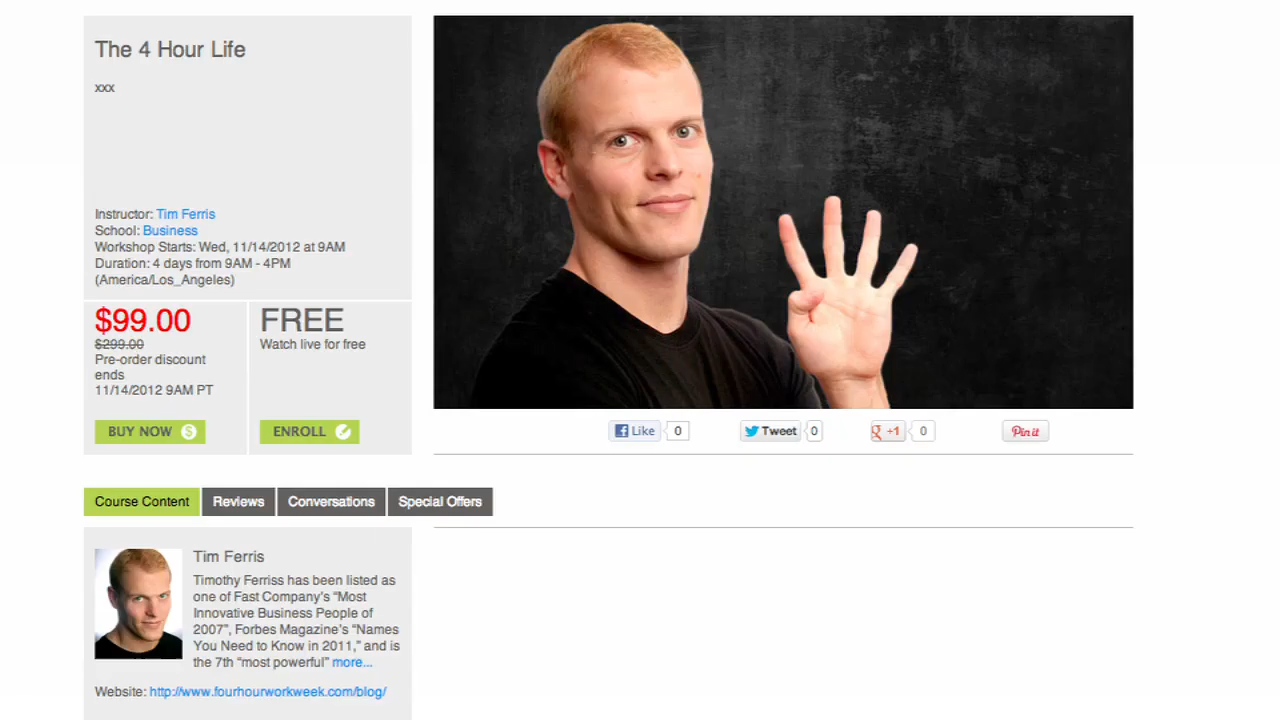 The 4 Hour Life
xxx
Instructor: Tim Ferris
School: Business
Workshop Starts: Wed, 11/14/2012 at 9AM
Duration: 4 days from 9AM - 4PM
(America/Los_Angeles)
$99.00
$299.00
Pre-order discount
ends
11/14/2012 9AM PT
BUY NOW $
FREE
Watch live for free
ENROLL
Like 0
Tweet 0
g +1 0
Pin it
Course Content
Reviews
Conversations
Special Offers
Tim Ferris
Timothy Ferriss has been listed as
one of Fast Company's “Most
Innovative Business People of
2007”, Forbes Magazine's “Names
You Need to Know in 2011,” and is
the 7th “most powerful” more...
Website: http://www.fourhourworkweek.com/blog/